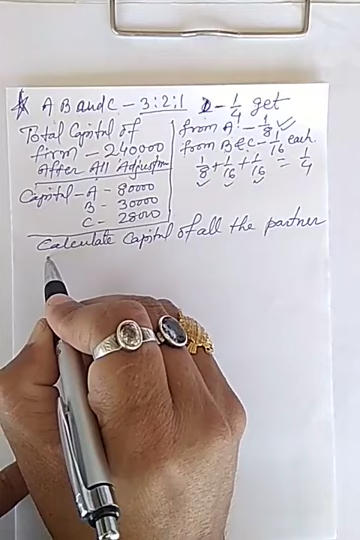 * A B and C - 3:2:1 D - 1/4 get
Total Capital of
firm - 240000
After All Adjustm
Capital - A - 80000
B - 30000
C = 28000
from A - 1/8 ✓
from B & C - 1/16 each
1/8 + 1/16 + 1/16 = 1/4
Calculate Capital of all the partner